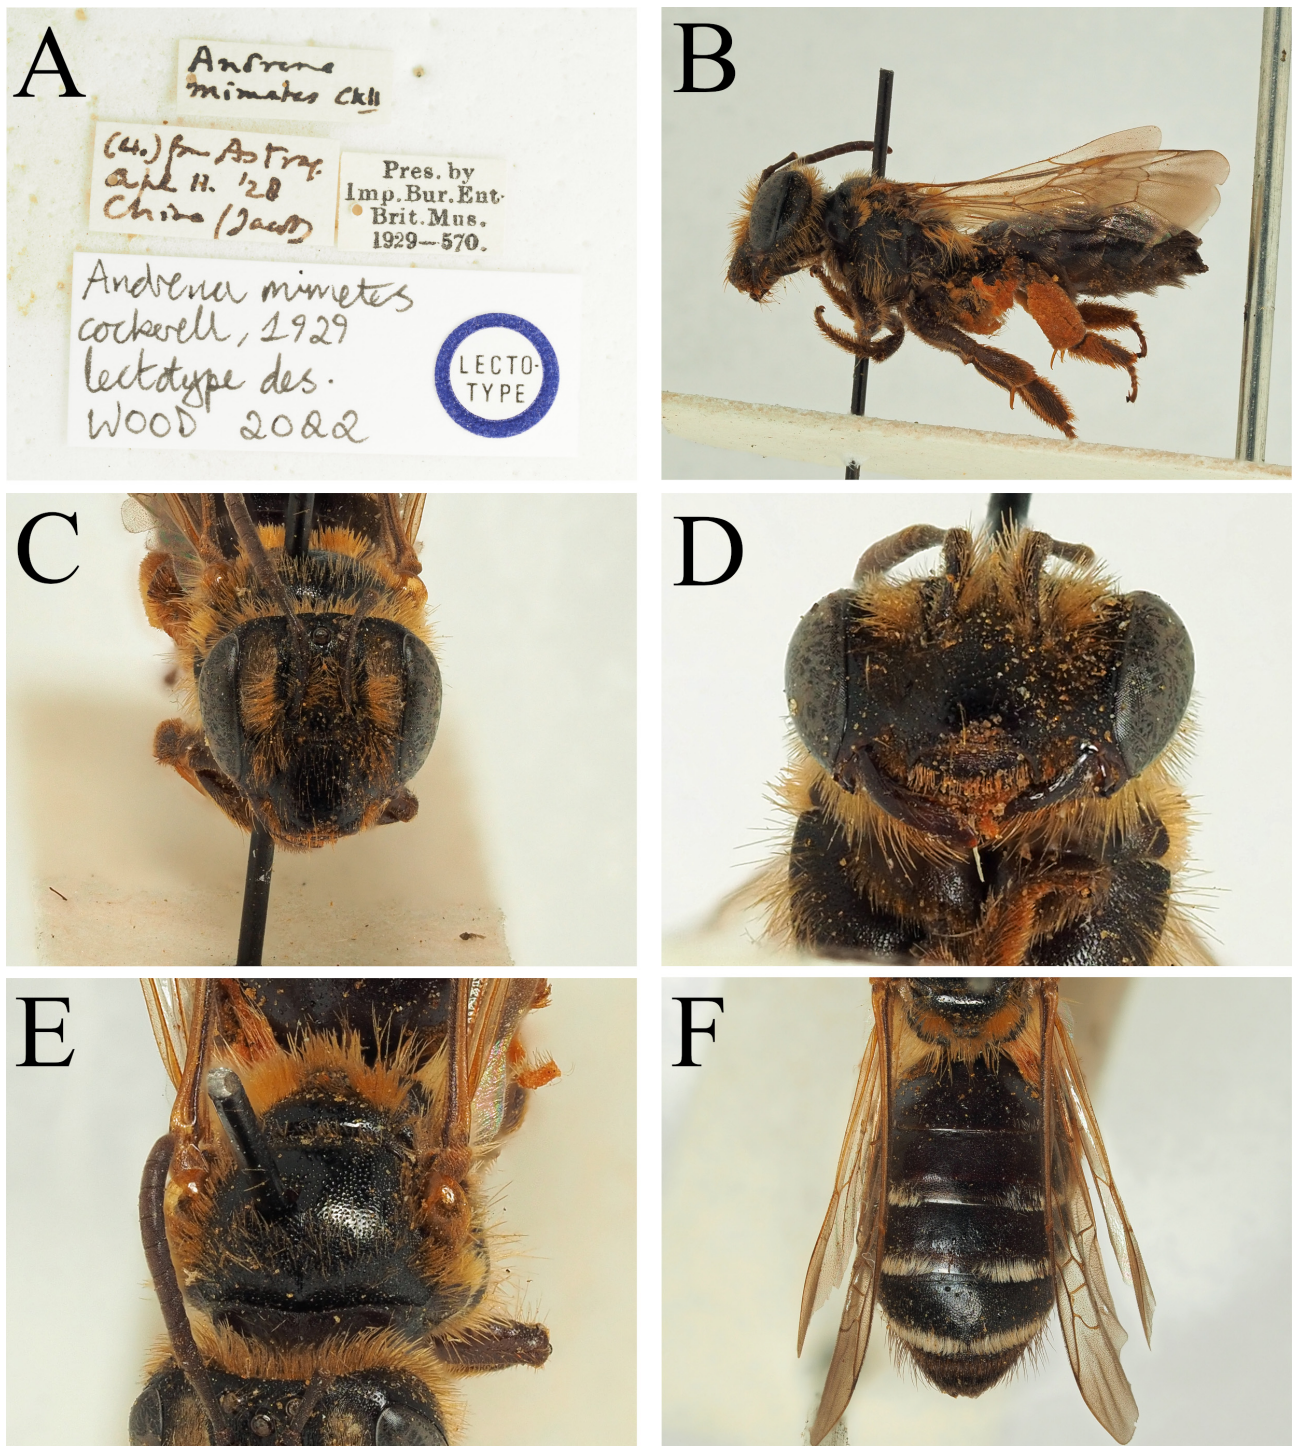 A
Andrena
mimetes Ckll
(4.) from Astrag.
Apl 11. '28
China (Jacot)
Pres. by
Imp.Bur.Ent.
Brit.Mus.
1929—570.
Andrena mimetes
cockerell, 1929
lectotype des.
WOOD 2022
LECTO-
TYPE
B
C
D
E
F